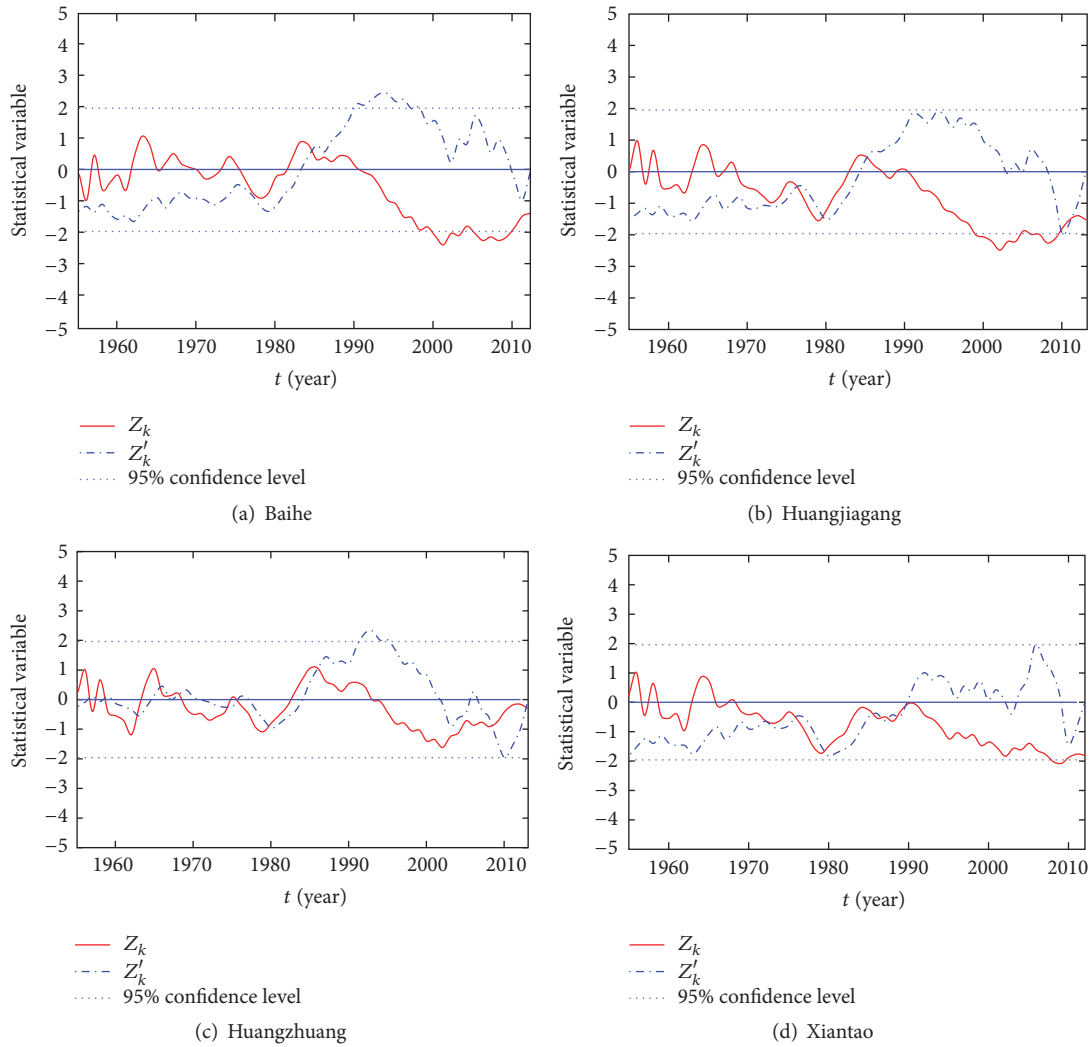 5
4
3
2
1
0
−1
−2
−3
−4
−5
Statistical variable
1960 1970 1980 1990 2000 2010
t (year)
Z_k
Z′_k
95% confidence level
(a) Baihe
5
4
3
2
1
0
−1
−2
−3
−4
−5
Statistical variable
1960 1970 1980 1990 2000 2010
t (year)
Z_k
Z′_k
95% confidence level
(b) Huangjiagang
5
4
3
2
1
0
−1
−2
−3
−4
−5
Statistical variable
1960 1970 1980 1990 2000 2010
t (year)
Z_k
Z′_k
95% confidence level
(c) Huangzhuang
5
4
3
2
1
0
−1
−2
−3
−4
−5
Statistical variable
1960 1970 1980 1990 2000 2010
t (year)
Z_k
Z′_k
95% confidence level
(d) Xiantao